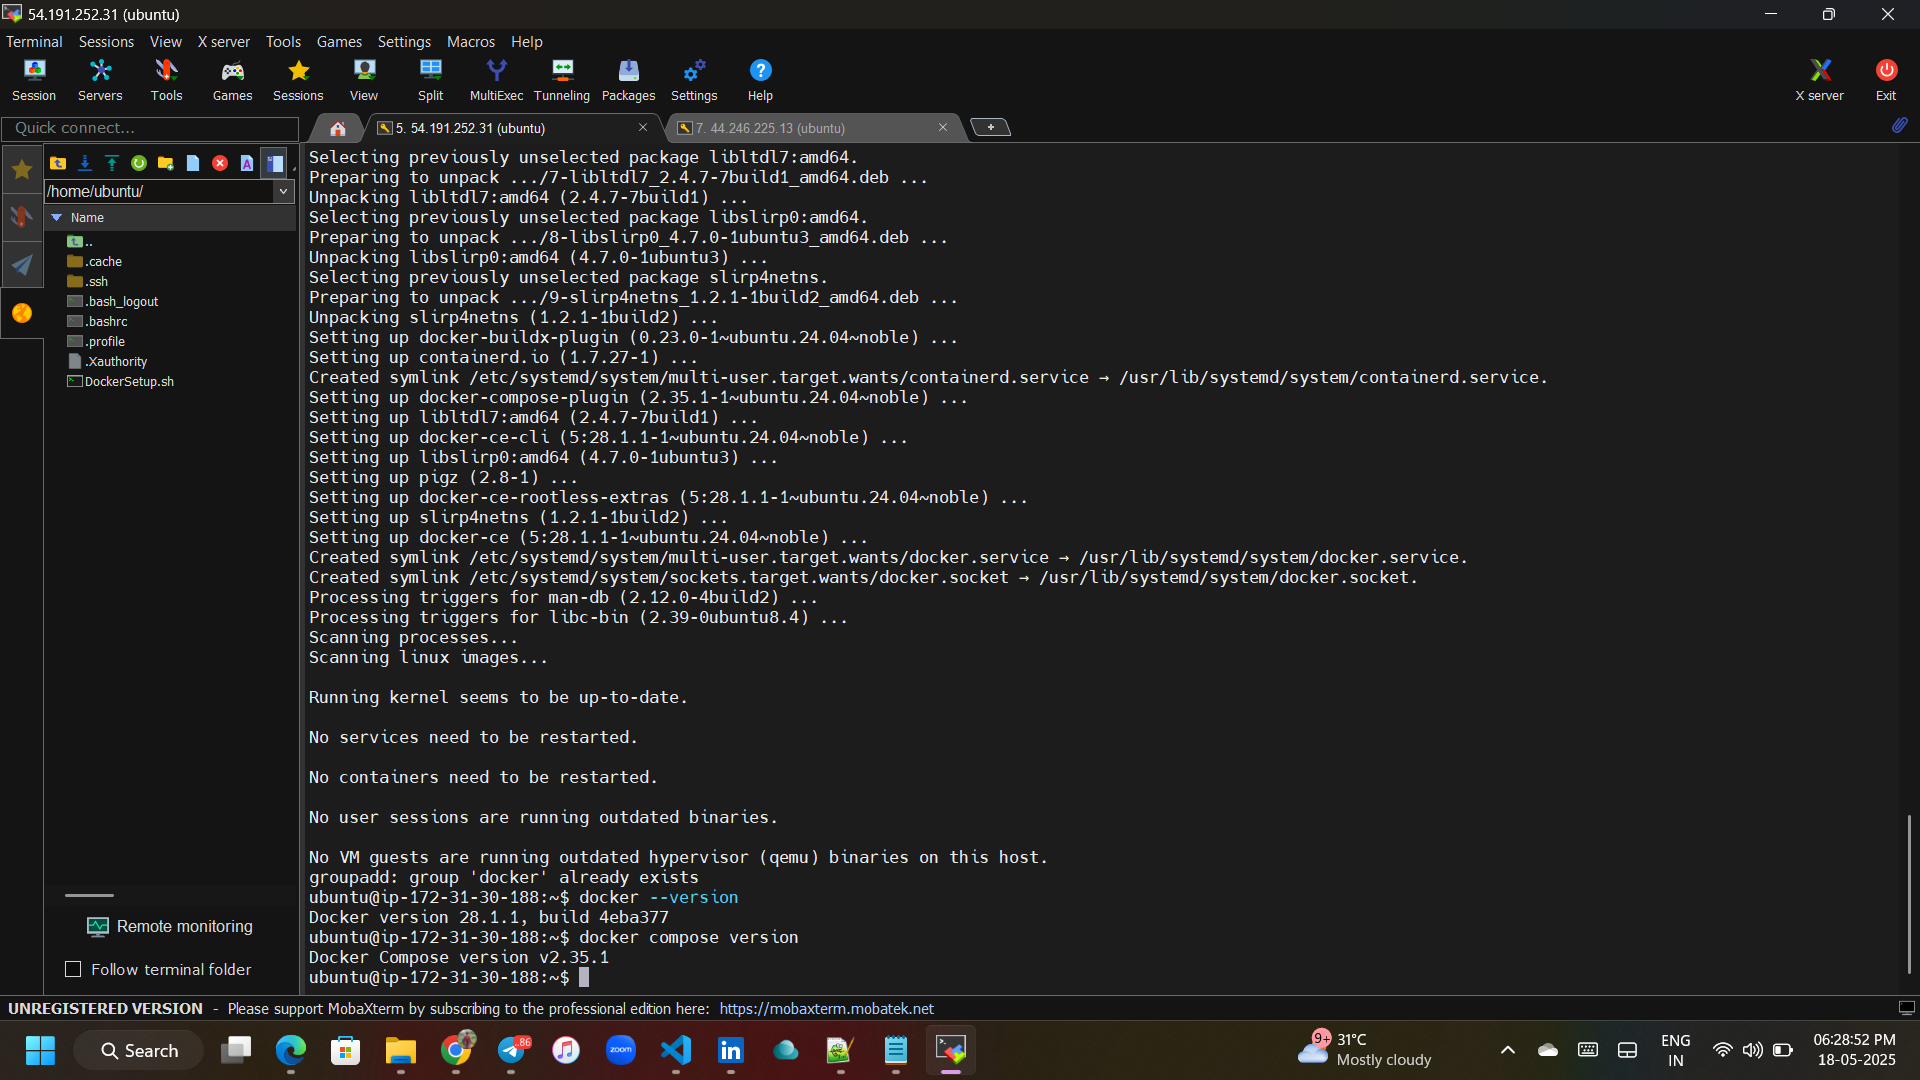 54.191.252.31 (ubuntu)
Terminal Sessions View X server Tools Games Settings Macros Help
Session Servers Tools Games Sessions View Split MultiExec Tunneling Packages Settings Help X server Exit
Quick connect...
5. 54.191.252.31 (ubuntu)
7. 44.246.225.13 (ubuntu)
/home/ubuntu/
Name
..
.cache
.ssh
.bash_logout
.bashrc
.profile
.Xauthority
DockerSetup.sh
Remote monitoring
Follow terminal folder
Selecting previously unselected package libltdl7:amd64.
Preparing to unpack .../7-libltdl7_2.4.7-7build1_amd64.deb ...
Unpacking libltdl7:amd64 (2.4.7-7build1) ...
Selecting previously unselected package libslirp0:amd64.
Preparing to unpack .../8-libslirp0_4.7.0-1ubuntu3_amd64.deb ...
Unpacking libslirp0:amd64 (4.7.0-1ubuntu3) ...
Selecting previously unselected package slirp4netns.
Preparing to unpack .../9-slirp4netns_1.2.1-1build2_amd64.deb ...
Unpacking slirp4netns (1.2.1-1build2) ...
Setting up docker-buildx-plugin (0.23.0-1~ubuntu.24.04~noble) ...
Setting up containerd.io (1.7.27-1) ...
Created symlink /etc/systemd/system/multi-user.target.wants/containerd.service → /usr/lib/systemd/system/containerd.service.
Setting up docker-compose-plugin (2.35.1-1~ubuntu.24.04~noble) ...
Setting up libltdl7:amd64 (2.4.7-7build1) ...
Setting up docker-ce-cli (5:28.1.1-1~ubuntu.24.04~noble) ...
Setting up libslirp0:amd64 (4.7.0-1ubuntu3) ...
Setting up pigz (2.8-1) ...
Setting up docker-ce-rootless-extras (5:28.1.1-1~ubuntu.24.04~noble) ...
Setting up slirp4netns (1.2.1-1build2) ...
Setting up docker-ce (5:28.1.1-1~ubuntu.24.04~noble) ...
Created symlink /etc/systemd/system/multi-user.target.wants/docker.service → /usr/lib/systemd/system/docker.service.
Created symlink /etc/systemd/system/sockets.target.wants/docker.socket → /usr/lib/systemd/system/docker.socket.
Processing triggers for man-db (2.12.0-4build2) ...
Processing triggers for libc-bin (2.39-0ubuntu8.4) ...
Scanning processes...
Scanning linux images...
Running kernel seems to be up-to-date.
No services need to be restarted.
No containers need to be restarted.
No user sessions are running outdated binaries.
No VM guests are running outdated hypervisor (qemu) binaries on this host.
groupadd: group 'docker' already exists
ubuntu@ip-172-31-30-188:~$ docker --version
Docker version 28.1.1, build 4eba377
ubuntu@ip-172-31-30-188:~$ docker compose version
Docker Compose version v2.35.1
ubuntu@ip-172-31-30-188:~$
UNREGISTERED VERSION - Please support MobaXterm by subscribing to the professional edition here: https://mobaxterm.mobatek.net
Search
86
zoom
9+
31°C
Mostly cloudy
ENG
IN
06:28:52 PM
18-05-2025